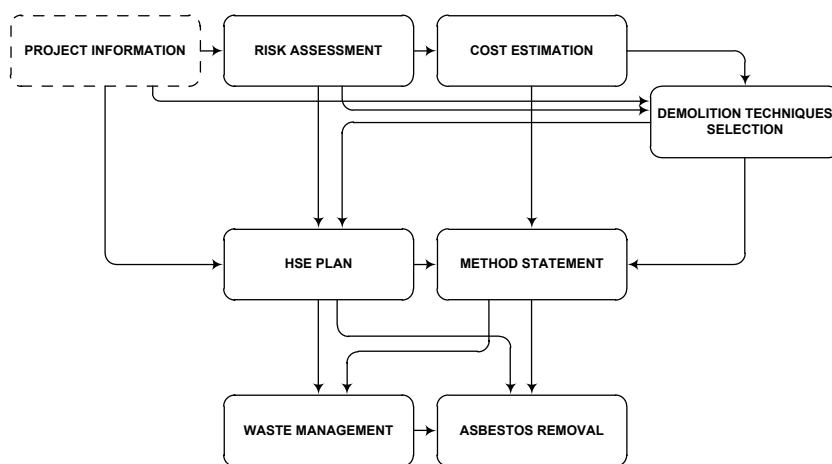 PROJECT INFORMATION
RISK ASSESSMENT
COST ESTIMATION
DEMOLITION TECHNIQUES
SELECTION
HSE PLAN
METHOD STATEMENT
WASTE MANAGEMENT
ASBESTOS REMOVAL